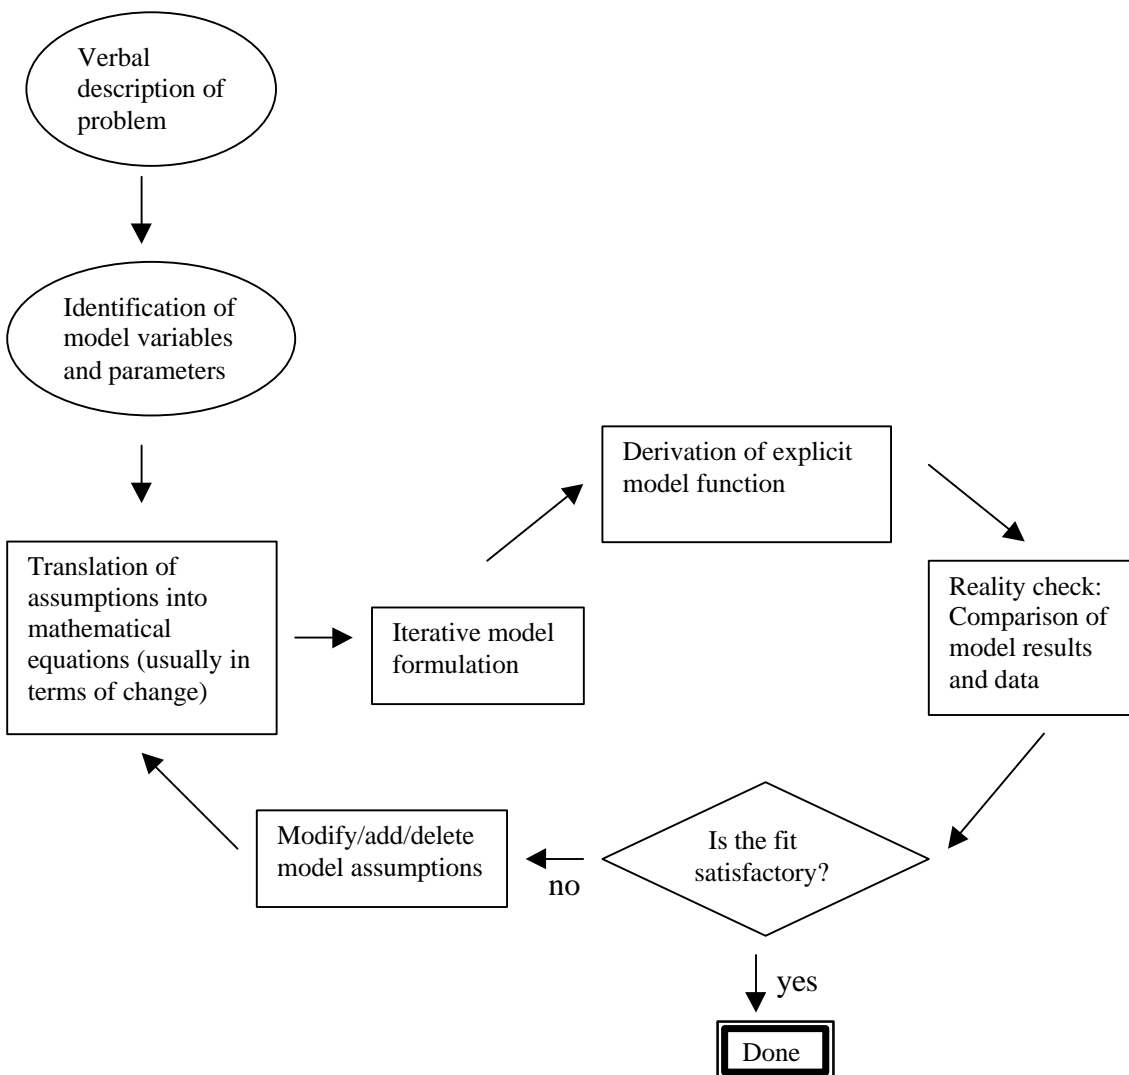 Verbal
description of
problem
Identification of
model variables
and parameters
Translation of
assumptions into
mathematical
equations (usually in
terms of change)
Iterative model
formulation
Derivation of explicit
model function
Reality check:
Comparison of
model results
and data
Is the fit
satisfactory?
no
Modify/add/delete
model assumptions
yes
Done